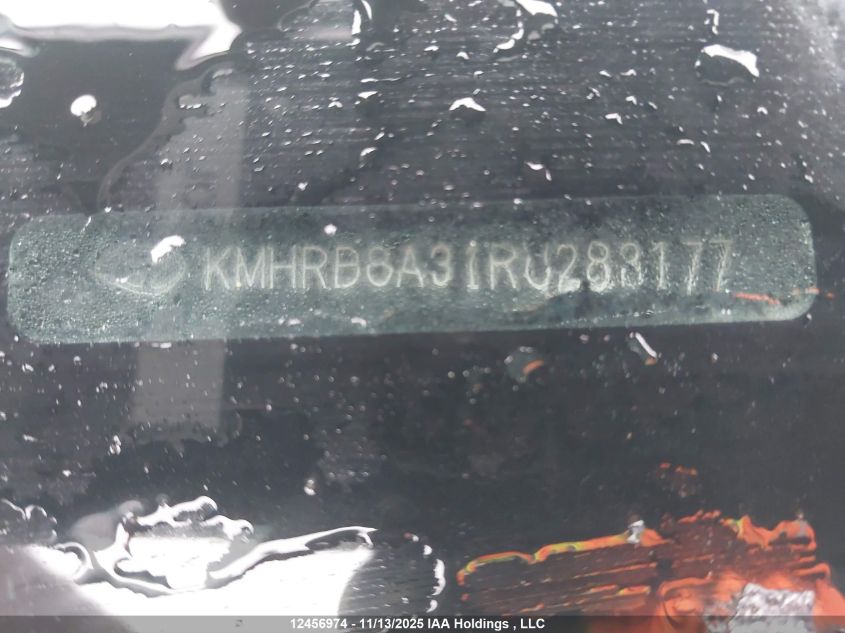 KMHRB8A31RU283177
12456974 - 11/13/2025 IAA Holdings , LLC